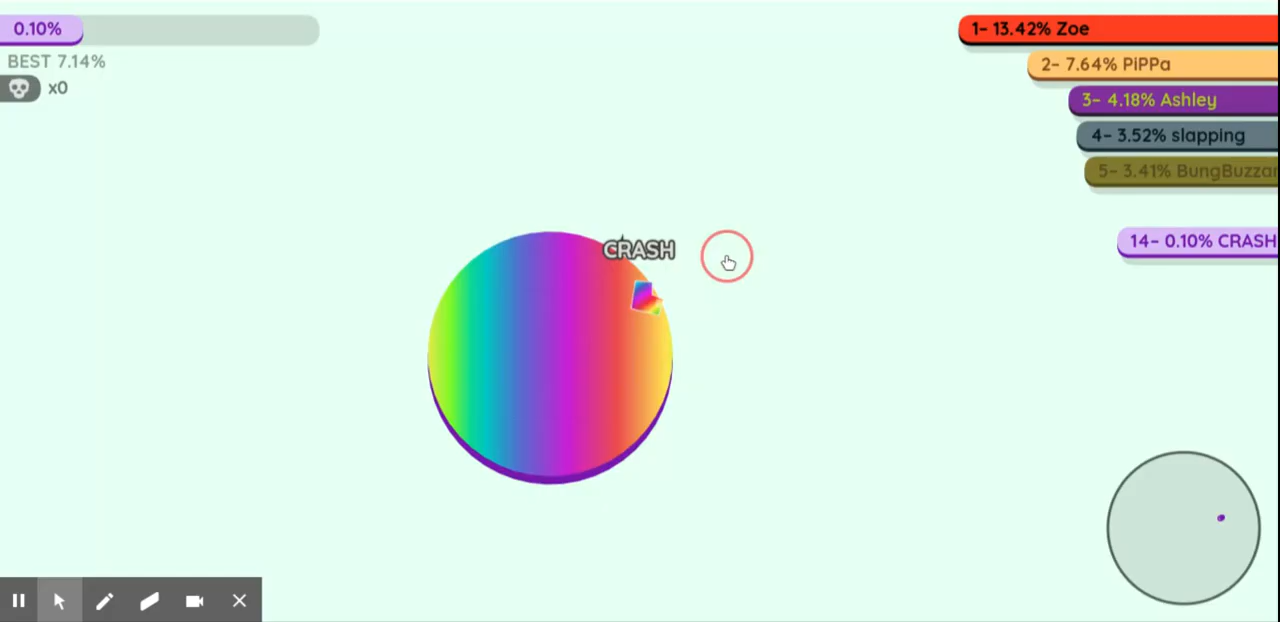 0.10%
BEST 7.14%
x0
1- 13.42% Zoe
2- 7.64% PiPPa
3- 4.18% Ashley
4- 3.52% slapping
5- 3.41% BungBuzzar
14- 0.10% CRASH
CRASH